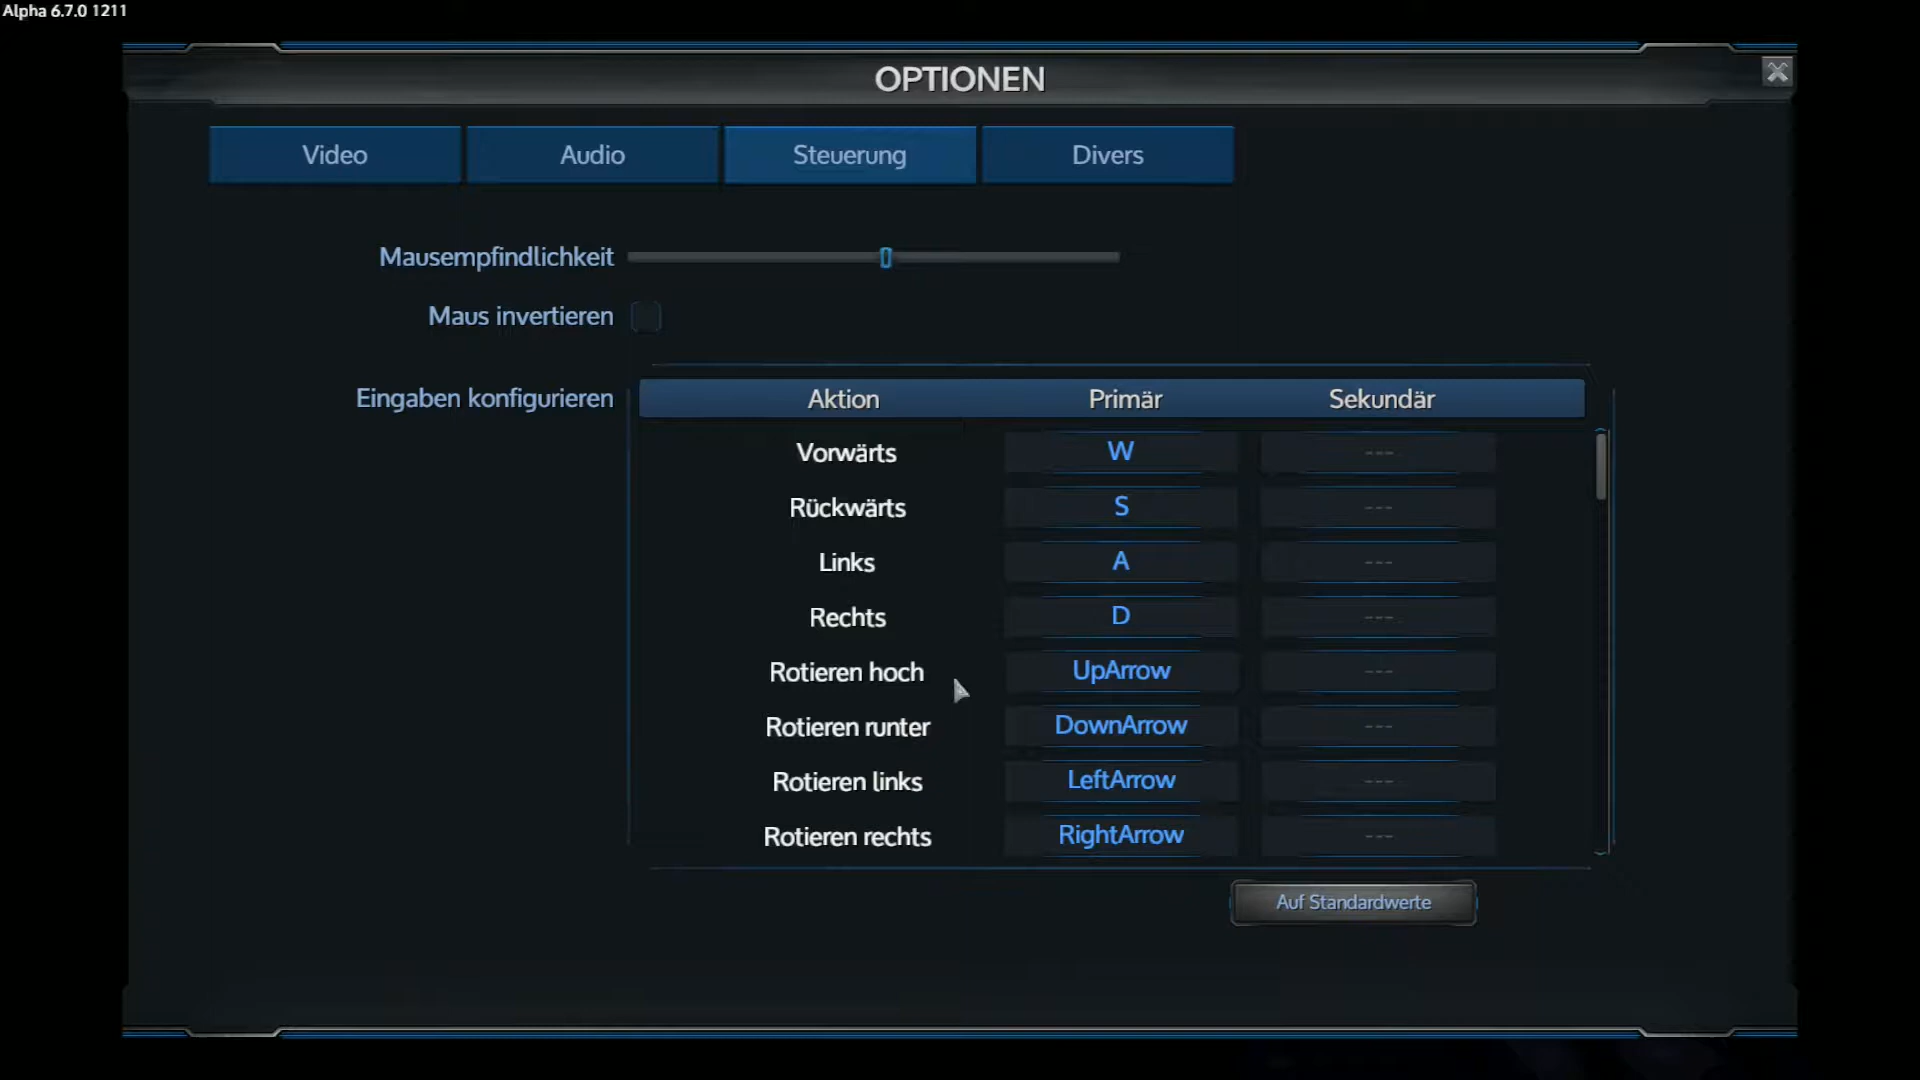 Alpha 6.7.0 1211
OPTIONEN
Video Audio Steuerung Divers
Mausempfindlichkeit
Maus invertieren
Eingaben konfigurieren
Aktion Primär Sekundär
Vorwärts W ---
Rückwärts S ---
Links A ---
Rechts D ---
Rotieren hoch UpArrow ---
Rotieren runter DownArrow ---
Rotieren links LeftArrow ---
Rotieren rechts RightArrow ---
Auf Standardwerte